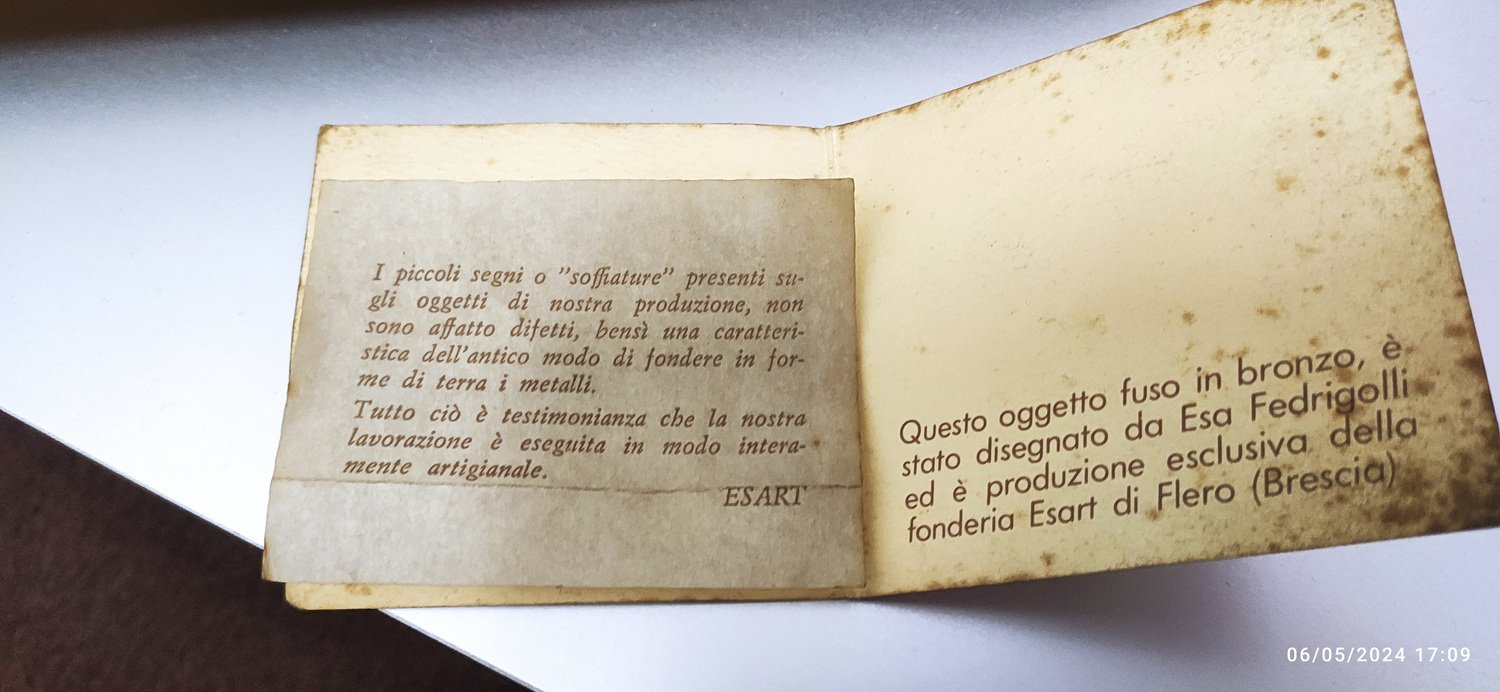 I piccoli segni o "soffiature" presenti su-
gli oggetti di nostra produzione, non
sono affatto difetti, bensì una caratteri-
stica dell'antico modo di fondere in for-
me di terra i metalli.
Tutto ciò è testimonianza che la nostra
lavorazione è eseguita in modo intera-
mente artigianale.
ESART
Questo oggetto fuso in bronzo, è
stato disegnato da Esa Fedrigolli
ed è produzione esclusiva della
fonderia Esart di Flero (Brescia)
06/05/2024 17:09